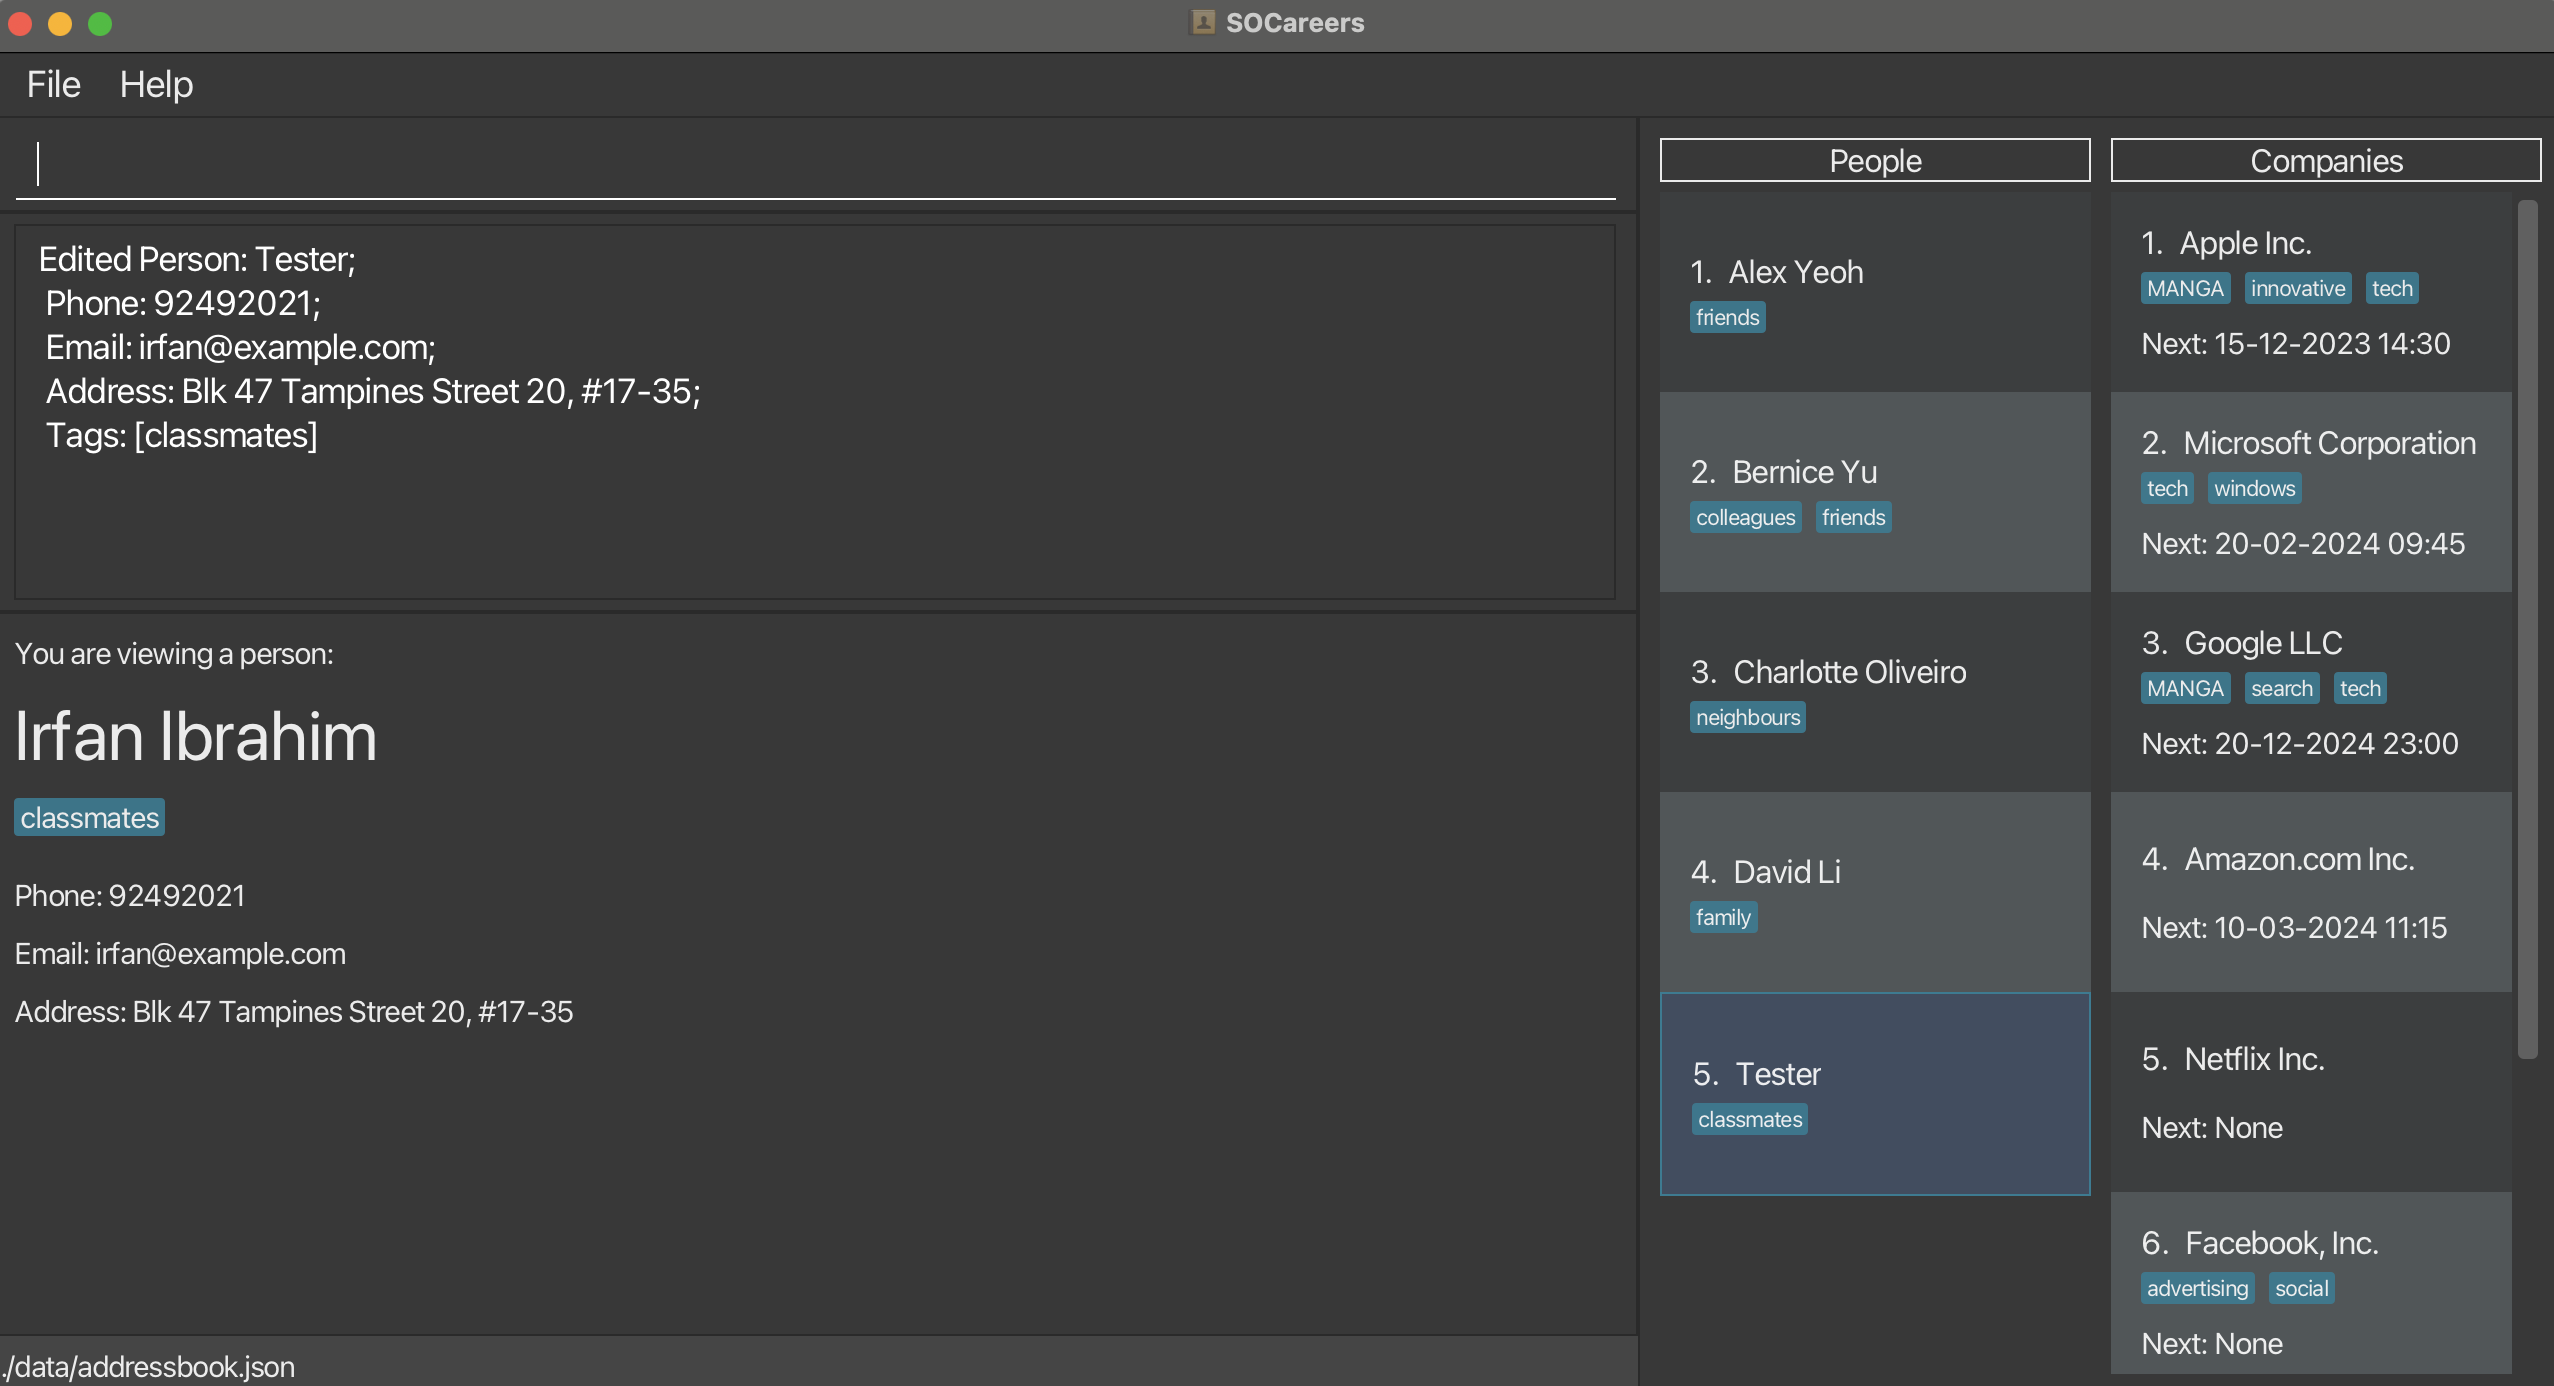 SOCareers
File Help
Edited Person: Tester;
Phone: 92492021;
Email: irfan@example.com;
Address: Blk 47 Tampines Street 20, #17-35;
Tags: [classmates]
You are viewing a person:
Irfan Ibrahim
classmates
Phone: 92492021
Email: irfan@example.com
Address: Blk 47 Tampines Street 20, #17-35
./data/addressbook.json
People
1. Alex Yeoh
friends
2. Bernice Yu
colleagues friends
3. Charlotte Oliveiro
neighbours
4. David Li
family
5. Tester
classmates
Companies
1. Apple Inc.
MANGA innovative tech
Next: 15-12-2023 14:30
2. Microsoft Corporation
tech windows
Next: 20-02-2024 09:45
3. Google LLC
MANGA search tech
Next: 20-12-2024 23:00
4. Amazon.com Inc.
Next: 10-03-2024 11:15
5. Netflix Inc.
Next: None
6. Facebook, Inc.
advertising social
Next: None